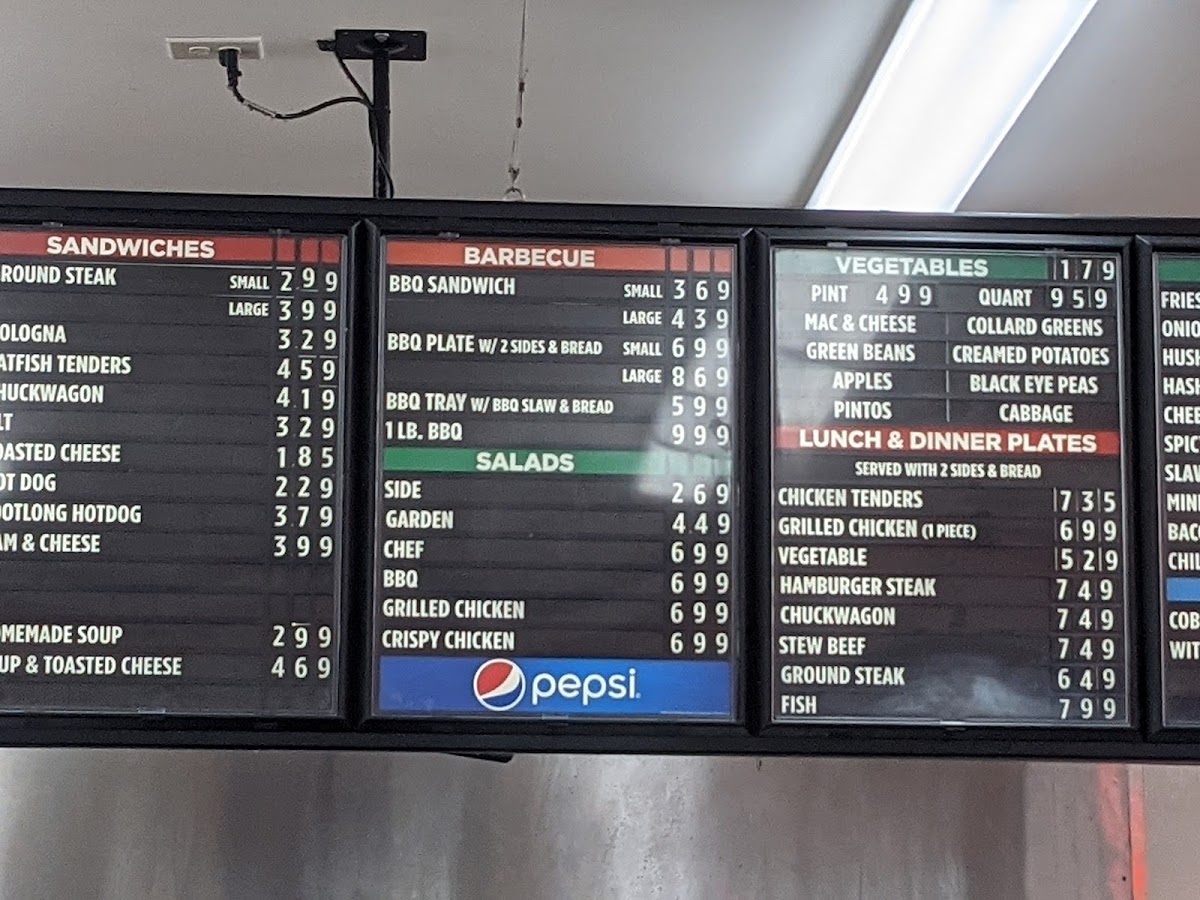 SANDWICHES
ROUND STEAK SMALL 2 9 9
LARGE 3 9 9
OLOGNA 3 2 9
ATFISH TENDERS 4 5 9
HUCKWAGON 4 1 9
LT 3 2 9
OASTED CHEESE 1 8 5
OT DOG 2 2 9
OOTLONG HOTDOG 3 7 9
AM & CHEESE 3 9 9
OMEMADE SOUP 2 9 9
UP & TOASTED CHEESE 4 6 9
BARBECUE
BBQ SANDWICH SMALL 3 6 9
LARGE 4 3 9
BBQ PLATE W/ 2 SIDES & BREAD SMALL 6 9 9
LARGE 8 6 9
BBQ TRAY W/ BBQ SLAW & BREAD 5 9 9
1 LB. BBQ 9 9 9
SALADS
SIDE 2 6 9
GARDEN 4 4 9
CHEF 6 9 9
BBQ 6 9 9
GRILLED CHICKEN 6 9 9
CRISPY CHICKEN 6 9 9
pepsi
VEGETABLES 1 7 9
PINT 4 9 9 QUART 9 5 9
MAC & CHEESE COLLARD GREENS
GREEN BEANS CREAMED POTATOES
APPLES BLACK EYE PEAS
PINTOS CABBAGE
LUNCH & DINNER PLATES
SERVED WITH 2 SIDES & BREAD
CHICKEN TENDERS 7 3 5
GRILLED CHICKEN (1 PIECE) 6 9 9
VEGETABLE 5 2 9
HAMBURGER STEAK 7 4 9
CHUCKWAGON 7 4 9
STEW BEEF 7 4 9
GROUND STEAK 6 4 9
FISH 7 9 9
FRIES
ONIO
HUSH
HASH
CHEE
SPIC
SLAW
MINI
BACO
CHIL
COB
WIT